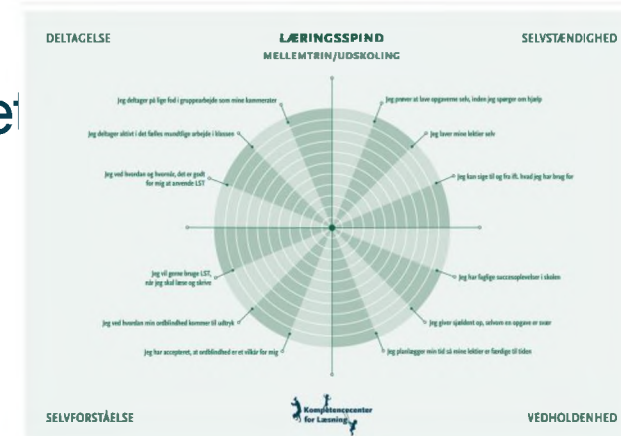 DELTAGELSE
LÆRINGSSPIND
MELLEMTRIN/UDSKOLING
SELVSTÆNDIGHED
Jeg deltager på lige fod i gruppearbejde som mine kammerater
Jeg deltager aktivt i det fælles mundtlige arbejde i klassen
Jeg ved hvordan og hvornår, det er godt
for mig at anvende LST
Jeg prøver at løse opgaverne selv, inden jeg spørger om hjælp
Jeg laver mine lektier selv
Jeg kan sige til og fra ift. hvad jeg har brug for
Jeg vil gerne bruge LST,
når jeg skal læse og skrive
Jeg ved hvordan min ordblindhed kommer til udtryk
Jeg har accepteret, at ordblindhed er et vilkår for mig
Jeg har faglige succesoplevelser i skolen
Jeg giver sjældent op, selvom en opgave er svær
Jeg planlægger min tid så mine lektier er færdige til tiden
SELVFORSTÅELSE
Kompetencecenter
for Læsning
VEDHOLDENHED